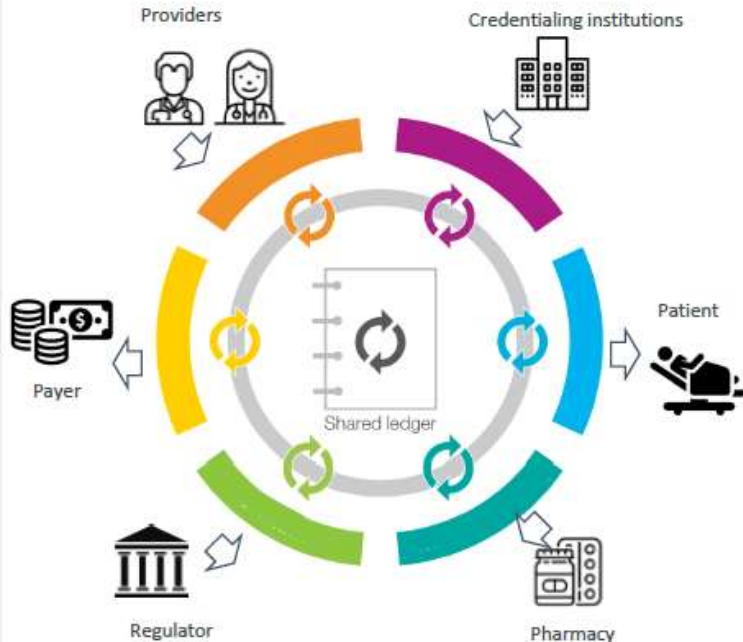 Providers
Credentialing institutions
$
Payer
Patient
Shared ledger
Regulator
Pharmacy